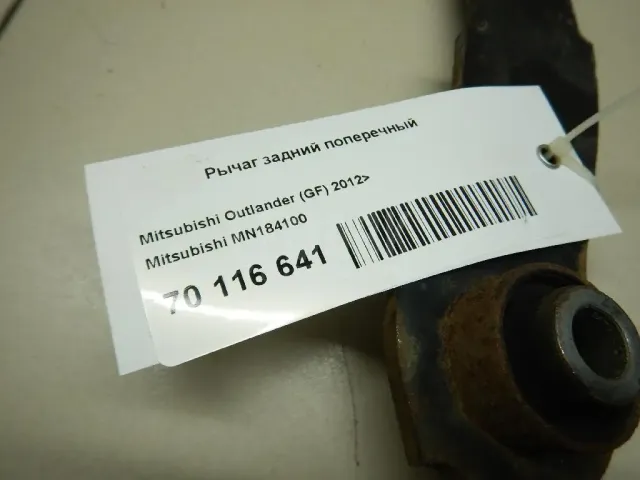 Рычаг задний поперечный
Mitsubishi Outlander (GF) 2012>
Mitsubishi MN184100
70 116 641